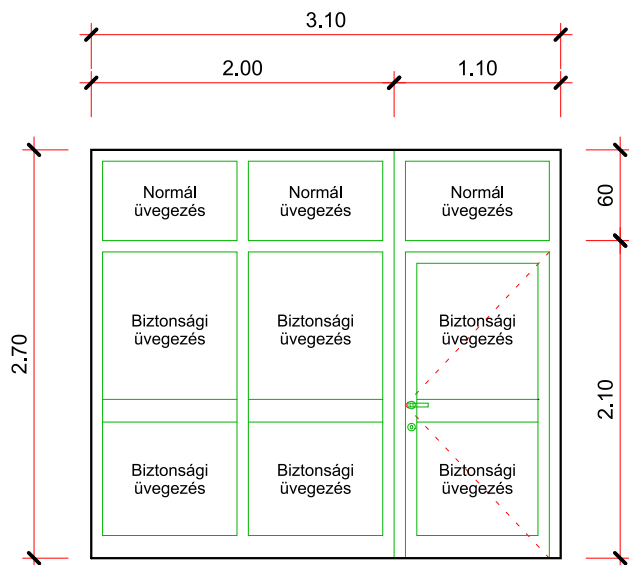 3.10
2.00
1.10
Normál
üvegezés
Normál
üvegezés
Normál
üvegezés
60
Biztonsági
üvegezés
Biztonsági
üvegezés
Biztonsági
üvegezés
2.70
2.10
Biztonsági
üvegezés
Biztonsági
üvegezés
Biztonsági
üvegezés